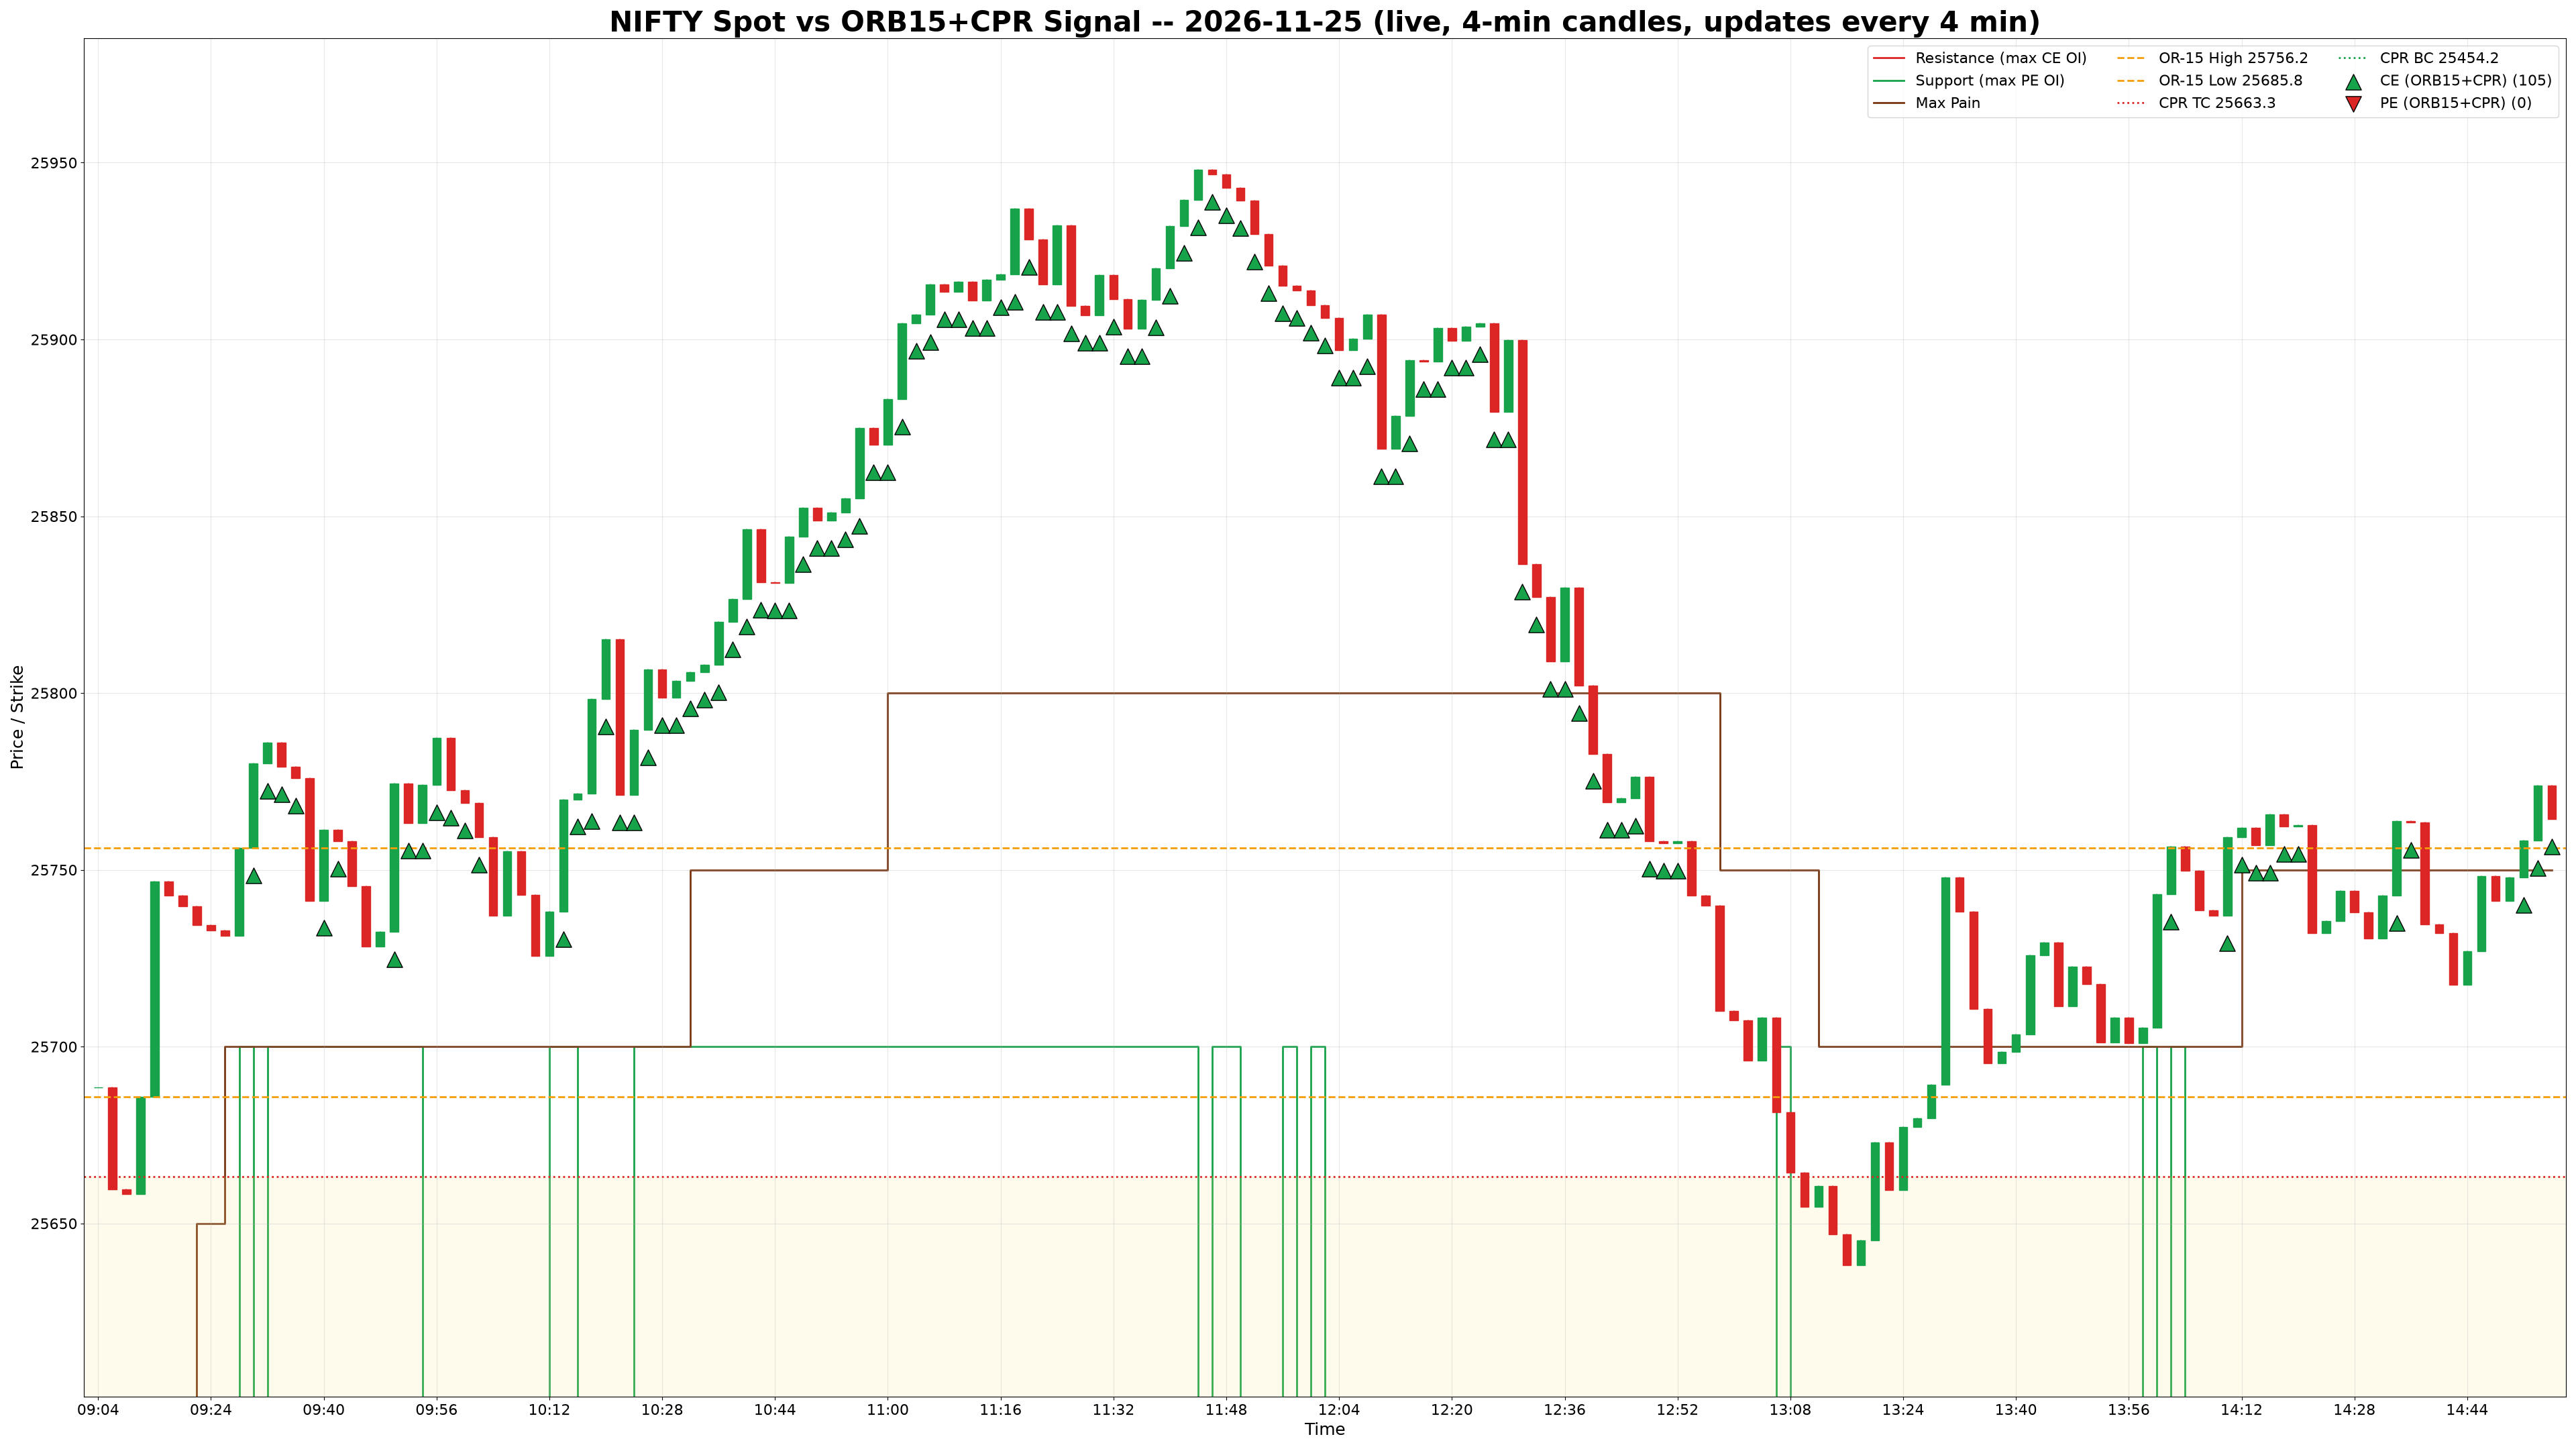 NIFTY Spot vs ORB15+CPR Signal -- 2026-11-25 (live, 4-min candles, updates every 4 min)
Resistance (max CE OI)
Support (max PE OI)
Max Pain
OR-15 High 25756.2
OR-15 Low 25685.8
CPR TC 25663.3
CPR BC 25454.2
CE (ORB15+CPR) (105)
PE (ORB15+CPR) (0)
Price / Strike
25950
25900
25850
25800
25750
25700
25650
09:04 09:24 09:40 09:56 10:12 10:28 10:44 11:00 11:16 11:32 11:48 12:04 12:20 12:36 12:52 13:08 13:24 13:40 13:56 14:12 14:28 14:44
Time